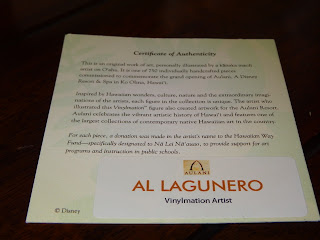 Certificate of Authenticity
This is an original work of art, personally illustrated by a Hawaii-based
artist on O'ahu. It is one of 192 individually handcrafted pieces
commissioned to commemorate the grand opening of Aulani, A Disney
Resort & Spa in Ko Olina, Hawai'i.
Inspired by Hawaiian wonders, culture, nature and the extraordinary imagi-
nations of the artists, each figure in the collection is unique. The artist who
illustrated this Vinylmation™ figure also created artwork for the Aulani Resort.
Aulani celebrates the vibrant artistic history of Hawai'i and features one of
the largest collections of contemporary native Hawaiian art in the country.
For each piece, a donation was made in the artist's name to the Hawaiian Way
Fund—specifically designated to Nā Lei Nā'auao, to provide support for art
programs and instruction in public schools.
AULANI
AL LAGUNERO
Vinylmation Artist
© Disney